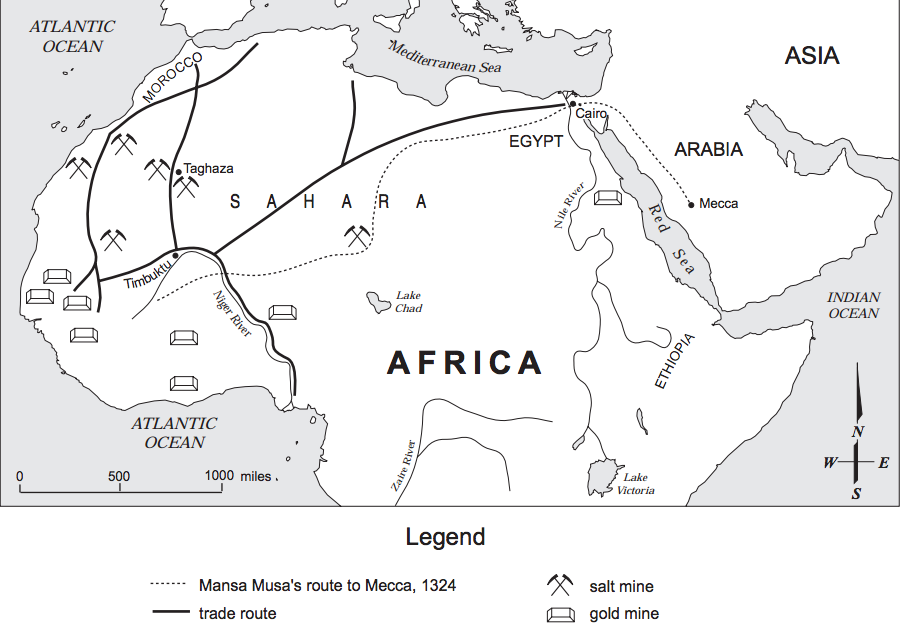 ATLANTIC
OCEAN
Mediterranean Sea
ASIA
MOROCCO
Cairo
EGYPT
ARABIA
Taghaza
SAHARA
Nile River
Mecca
Red Sea
Timbuktu
Niger River
Lake
Chad
INDIAN
OCEAN
AFRICA
ETHIOPIA
ATLANTIC
OCEAN
N
W E
S
Zaire River
0 500 1000 miles
Lake
Victoria
Legend
Mansa Musa's route to Mecca, 1324
salt mine
trade route
gold mine